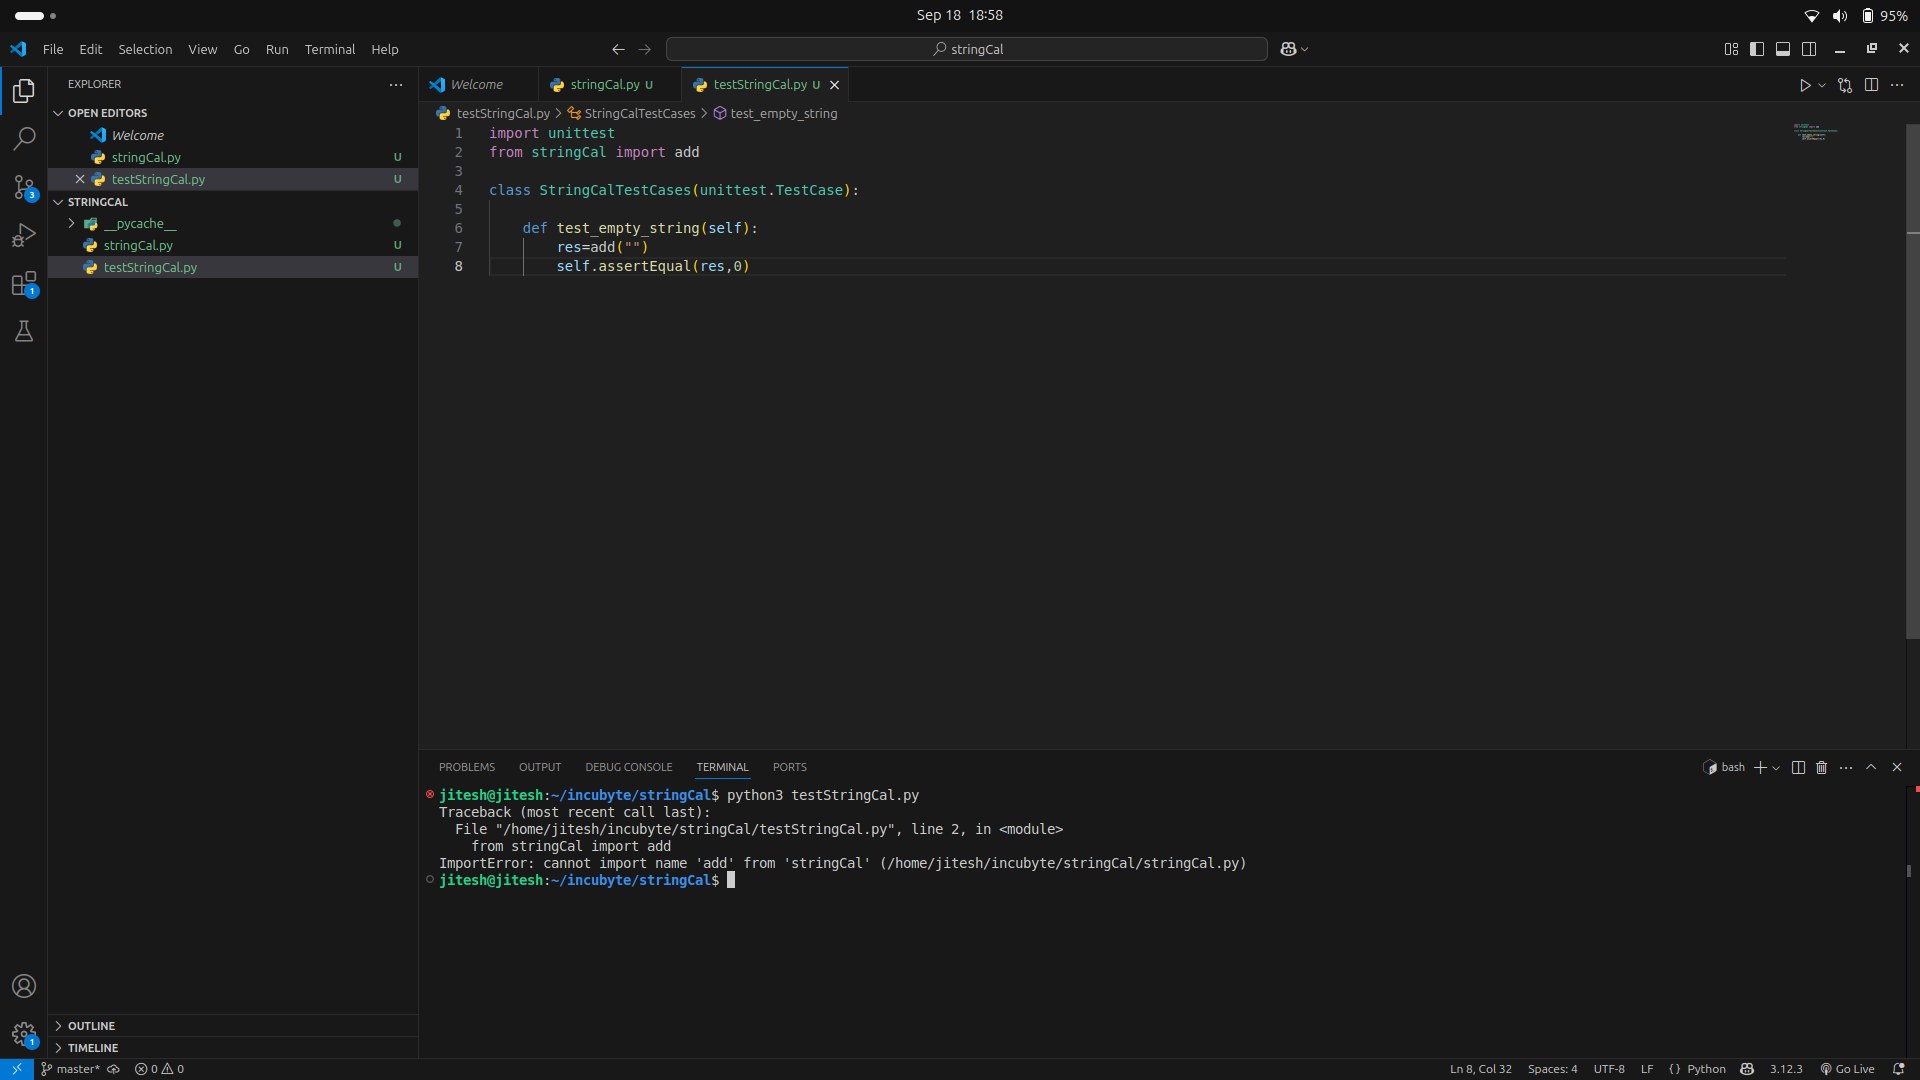 Sep 18 18:58
95%
File Edit Selection View Go Run Terminal Help
stringCal
EXPLORER
Welcome
stringCal.py U
testStringCal.py U
OPEN EDITORS
Welcome
stringCal.py U
testStringCal.py U
STRINGCAL
__pycache__
stringCal.py U
testStringCal.py U
3
1
testStringCal.py > StringCalTestCases > test_empty_string
1 import unittest
2 from stringCal import add
3
4 class StringCalTestCases(unittest.TestCase):
5
6 def test_empty_string(self):
7 res=add("")
8 self.assertEqual(res,0)
PROBLEMS OUTPUT DEBUG CONSOLE TERMINAL PORTS
bash
jitesh@jitesh:~/incubyte/stringCal$ python3 testStringCal.py
Traceback (most recent call last):
File "/home/jitesh/incubyte/stringCal/testStringCal.py", line 2, in <module>
from stringCal import add
ImportError: cannot import name 'add' from 'stringCal' (/home/jitesh/incubyte/stringCal/stringCal.py)
jitesh@jitesh:~/incubyte/stringCal$
OUTLINE
1
TIMELINE
master* 0 0
Ln 8, Col 32 Spaces: 4 UTF-8 LF {} Python 3.12.3 Go Live